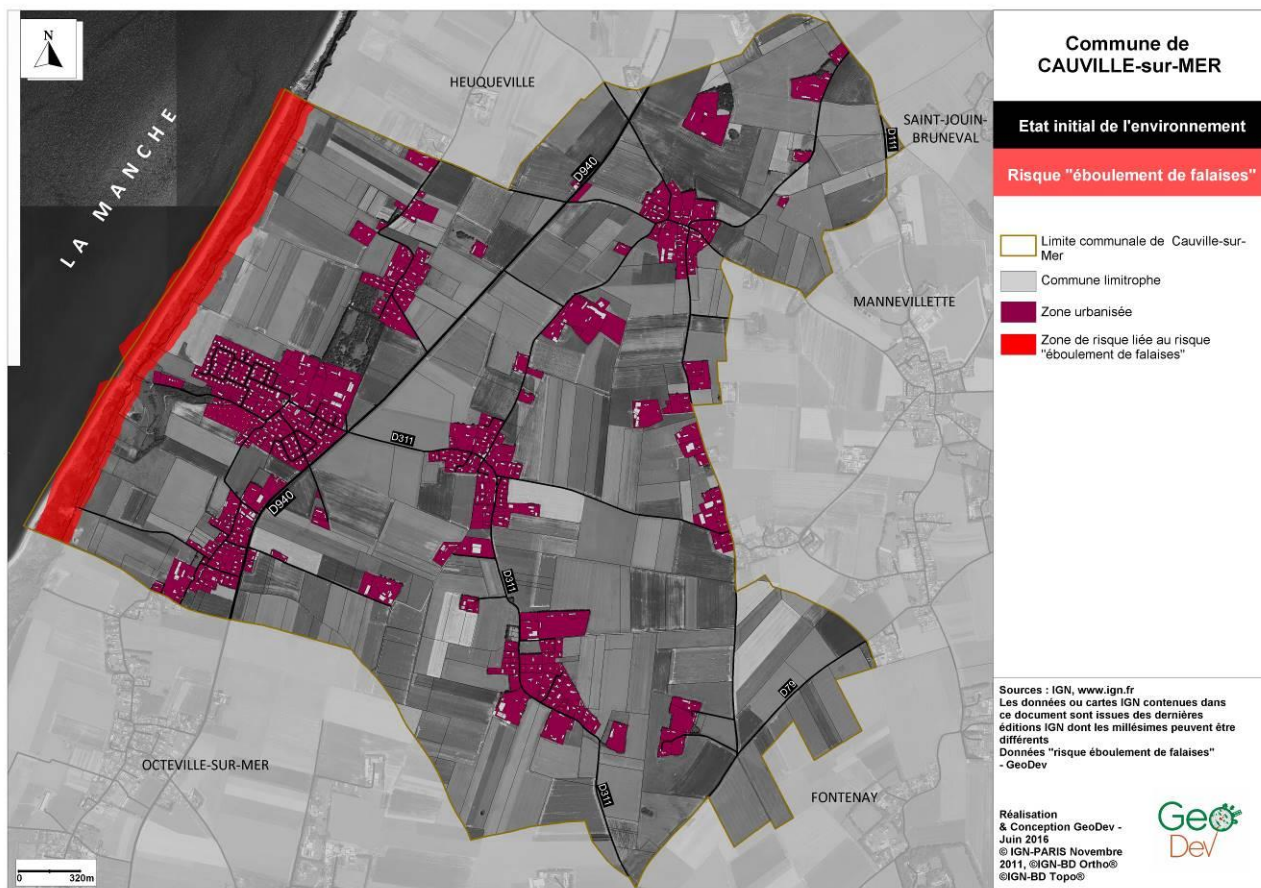 N
LA MANCHE
HEUQUEVILLE
SAINT-JOUIN-
BRUNEVAL
D111
D940
MANNEVILLETTE
D311
D940
D311
D79
D311
OCTEVILLE-SUR-MER
FONTENAY
0 320m
Commune de
CAUVILLE-sur-MER
Etat initial de l'environnement
Risque "éboulement de falaises"
Limite communale de Cauville-sur-
Mer
Commune limitrophe
Zone urbanisée
Zone de risque liée au risque
"éboulement de falaises"
Sources : IGN, www.ign.fr
Les données ou cartes IGN contenues dans
ce document sont issues des dernières
éditions IGN dont les millésimes peuvent être
différents
Données "risque éboulement de falaises"
- GeoDev
Réalisation
& Conception GeoDev -
Juin 2016
© IGN-PARIS Novembre
2011, ©IGN-BD Ortho®
©IGN-BD Topo®
Geo
Dev